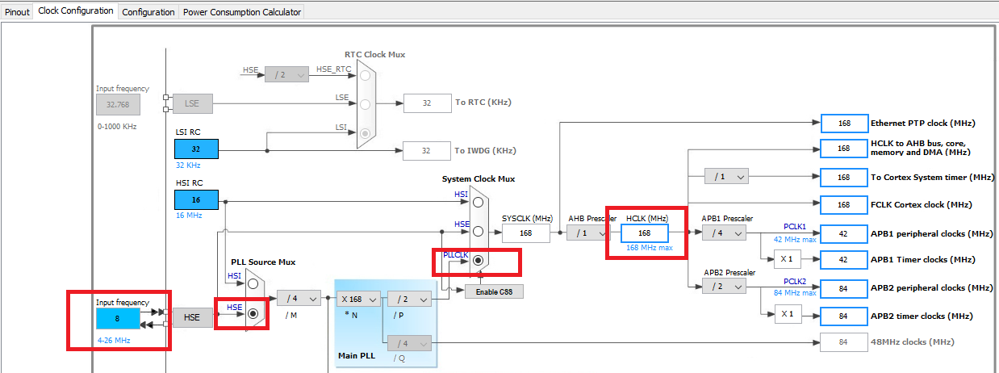 Pinout
Clock Configuration
Configuration
Power Consumption Calculator
RTC Clock Mux
HSE
/ 2
HSE_RTC
Input frequency
32.768
0-1000 KHz
LSE
LSE
32
To RTC (KHz)
LSI RC
32
32 KHz
LSI
32
To IWDG (KHz)
HSI RC
16
16 MHz
System Clock Mux
HSI
HSE
PLLCLK
Enable CSS
SYSCLK (MHz)
168
AHB Prescaler
/ 1
HCLK (MHz)
168
168 MHz max
168
Ethernet PTP clock (MHz)
168
HCLK to AHB bus, core,
memory and DMA (MHz)
/ 1
168
To Cortex System timer (MHz)
168
FCLK Cortex clock (MHz)
APB1 Prescaler
/ 4
PCLK1
42 MHz max
42
APB1 peripheral clocks (MHz)
X 1
42
APB1 Timer clocks (MHz)
APB2 Prescaler
/ 2
PCLK2
84 MHz max
84
APB2 peripheral clocks (MHz)
X 1
84
APB2 timer clocks (MHz)
84
48MHz clocks (MHz)
PLL Source Mux
HSI
HSE
Input frequency
8
4-26 MHz
HSE
/ 4
/ M
X 168
* N
/ 2
/ P
/ 4
/ Q
Main PLL